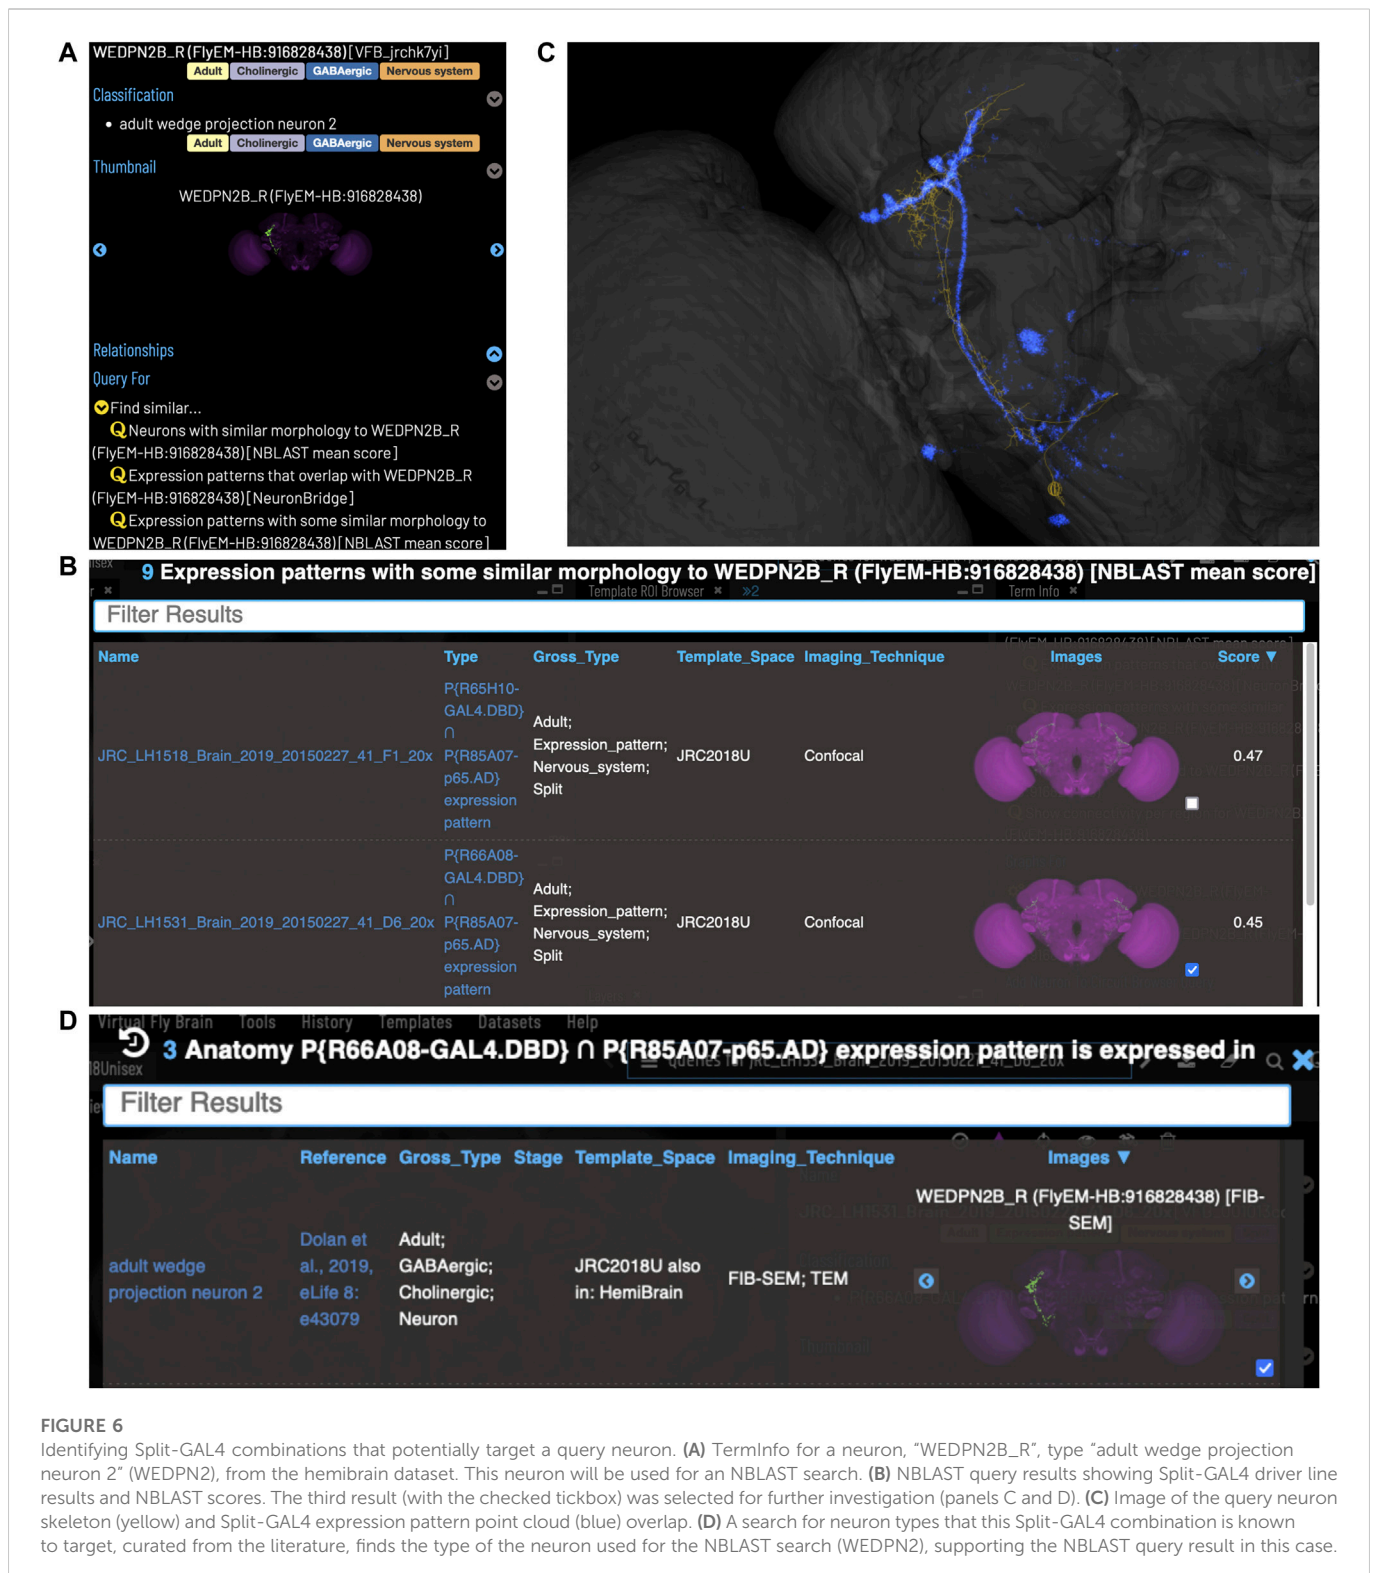 A
WEDPN2B_R (FlyEM-HB:916828438) [VFB_jrchk7yi]
Adult Cholinergic GABAergic Nervous system
Classification
• adult wedge projection neuron 2
Adult Cholinergic GABAergic Nervous system
Thumbnail
WEDPN2B_R (FlyEM-HB:916828438)
Relationships
Query For
Find similar...
Neurons with similar morphology to WEDPN2B_R
(FlyEM-HB:916828438) [NBLAST mean score]
Expression patterns that overlap with WEDPN2B_R
(FlyEM-HB:916828438) [NeuronBridge]
Expression patterns with some similar morphology to
WEDPN2B_R (FlyEM-HB:916828438) [NBLAST mean score]
C
B
9 Expression patterns with some similar morphology to WEDPN2B_R (FlyEM-HB:916828438) [NBLAST mean score]
Template ROI Browser
Term Info
Filter Results
Name Type Gross_Type Template_Space Imaging_Technique Images Score ▼
JRC_LH1518_Brain_2019_20150227_41_F1_20x
P{R65H10-
GAL4.DBD}
∩
P{R85A07-
p65.AD}
expression
pattern
Adult;
Expression_pattern;
Nervous_system;
Split
JRC2018U
Confocal
0.47
JRC_LH1531_Brain_2019_20150227_41_D6_20x
P{R66A08-
GAL4.DBD}
∩
P{R85A07-
p65.AD}
expression
pattern
Adult;
Expression_pattern;
Nervous_system;
Split
JRC2018U
Confocal
0.45
D
Virtual Fly Brain Tools History Templates Datasets Help
3 Anatomy P{R66A08-GAL4.DBD} ∩ P{R85A07-p65.AD} expression pattern is expressed in
18Unisex
Filter Results
Name Reference Gross_Type Stage Template_Space Imaging_Technique Images ▼
adult wedge
projection neuron 2
Dolan et
al., 2019,
eLife 8:
e43079
Adult;
GABAergic;
Cholinergic;
Neuron
JRC2018U also
in: HemiBrain
FIB-SEM; TEM
WEDPN2B_R (FlyEM-HB:916828438) [FIB-
SEM]
FIGURE 6
Identifying Split-GAL4 combinations that potentially target a query neuron. (A) TermInfo for a neuron, “WEDPN2B_R”, type “adult wedge projection
neuron 2” (WEDPN2), from the hemibrain dataset. This neuron will be used for an NBLAST search. (B) NBLAST query results showing Split-GAL4 driver line
results and NBLAST scores. The third result (with the checked tickbox) was selected for further investigation (panels C and D). (C) Image of the query neuron
skeleton (yellow) and Split-GAL4 expression pattern point cloud (blue) overlap. (D) A search for neuron types that this Split-GAL4 combination is known
to target, curated from the literature, finds the type of the neuron used for the NBLAST search (WEDPN2), supporting the NBLAST query result in this case.